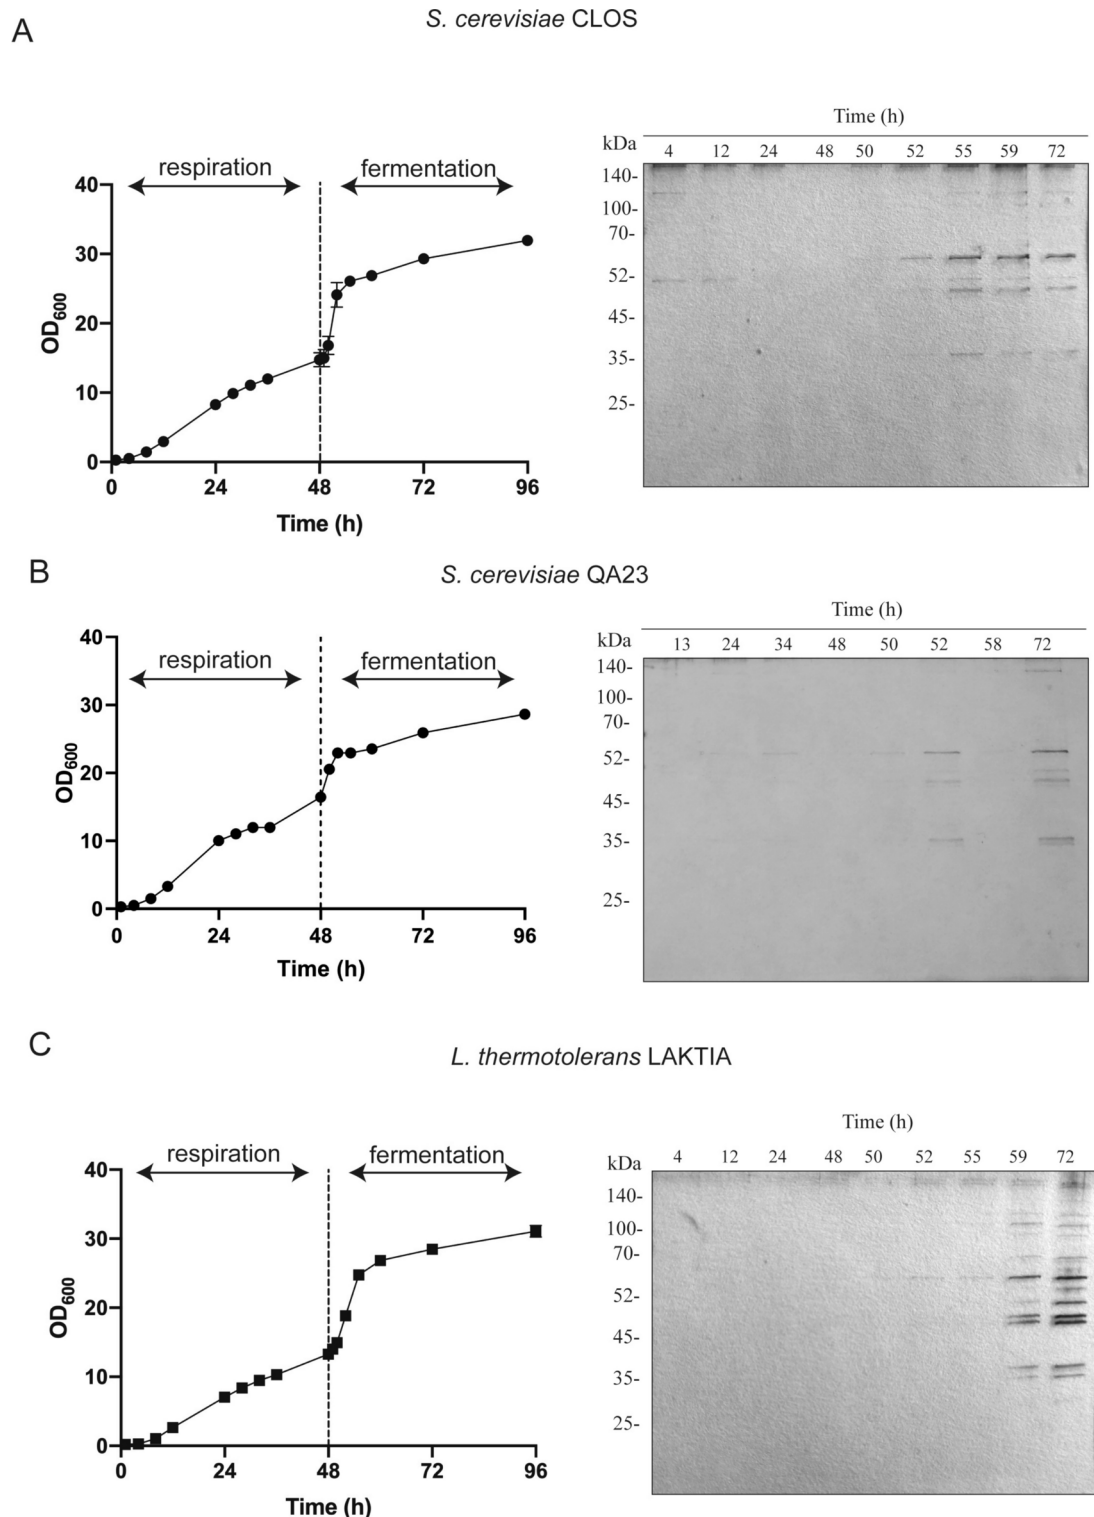 A
S. cerevisiae CLOS
respiration
fermentation
40
30
20
10
0
OD600
0 24 48 72 96
Time (h)
Time (h)
kDa 4 12 24 48 50 52 55 59 72
140-
100-
70-
52-
45-
35-
25-
B
S. cerevisiae QA23
respiration
fermentation
40
30
20
10
0
OD600
0 24 48 72 96
Time (h)
Time (h)
kDa 13 24 34 48 50 52 58 72
140-
100-
70-
52-
45-
35-
25-
C
L. thermotolerans LAKTIA
respiration
fermentation
40
30
20
10
0
OD600
0 24 48 72 96
Time (h)
Time (h)
kDa 4 12 24 48 50 52 55 59 72
140-
100-
70-
52-
45-
35-
25-